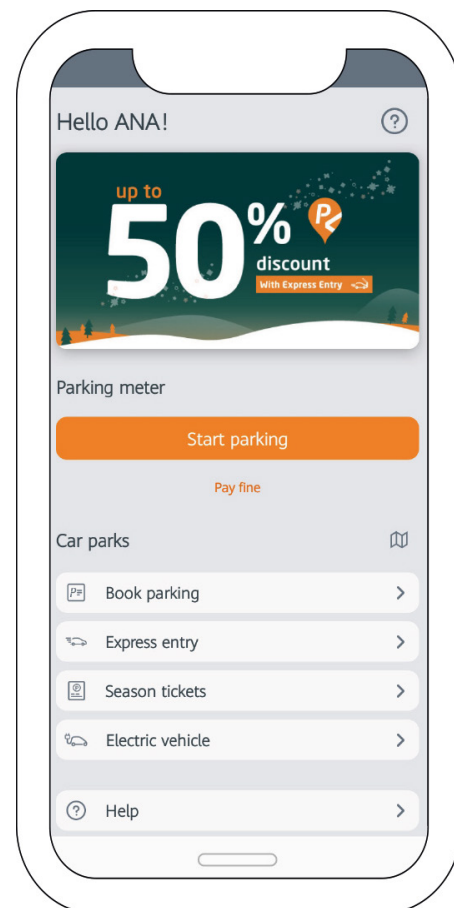 Hello ANA!
?
up to
50%
discount
With Express Entry
Parking meter
Start parking
Pay fine
Car parks
Book parking
Express entry
Season tickets
Electric vehicle
? Help